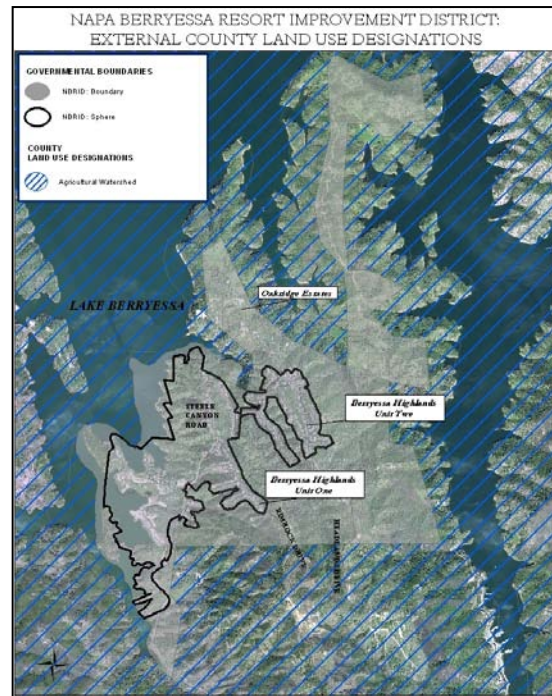 NAPA BERRYESSA RESORT IMPROVEMENT DISTRICT:
EXTERNAL COUNTY LAND USE DESIGNATIONS
GOVERNMENTAL BOUNDARIES
NBRID: Boundary
NBRID: Sphere
COUNTY
LAND USE DESIGNATIONS
Agricultural Watershed
Oakridge Estates
LAKE BERRYESSA
STEELE
CANYON
ROAD
Berryessa Highlands
Unit Two
Berryessa Highlands
Unit One